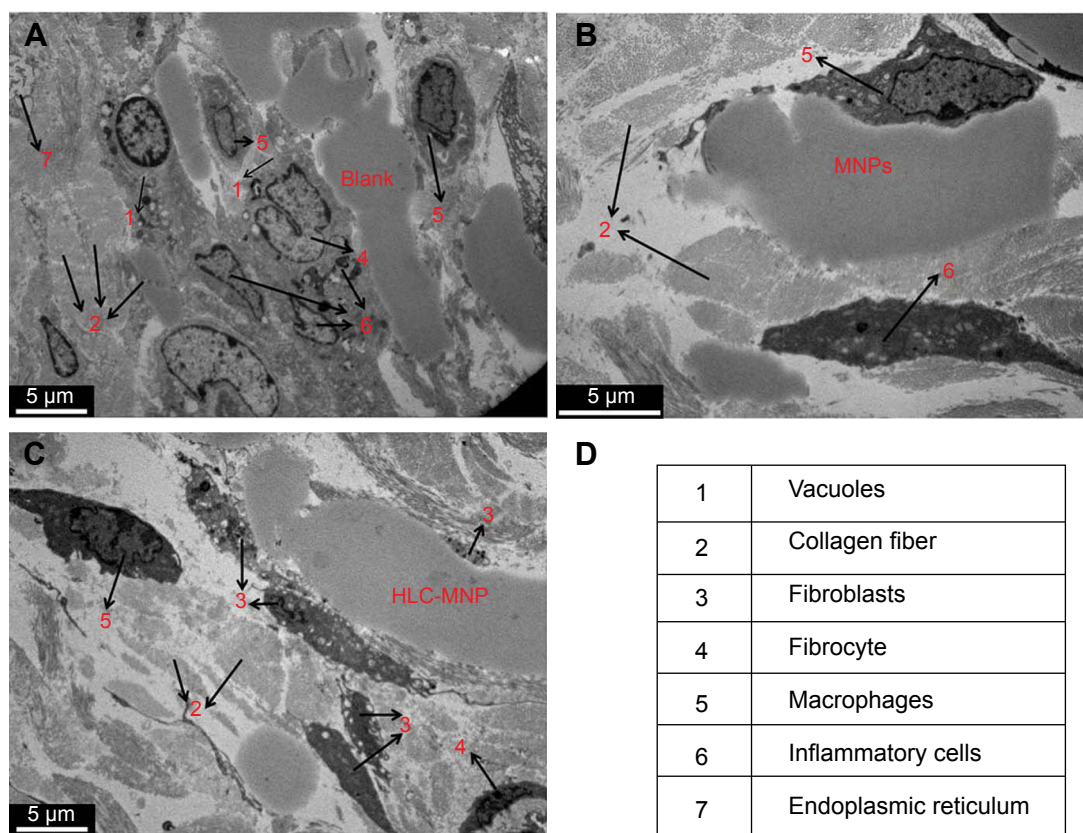 A
7
5
1
1
Blank
5
4
2
6
5 µm
B
5
MNPs
2
6
5 µm
C
3
HLC-MNP
5
3
2
3
4
5 µm
D
1 Vacuoles
2 Collagen fiber
3 Fibroblasts
4 Fibrocyte
5 Macrophages
6 Inflammatory cells
7 Endoplasmic reticulum